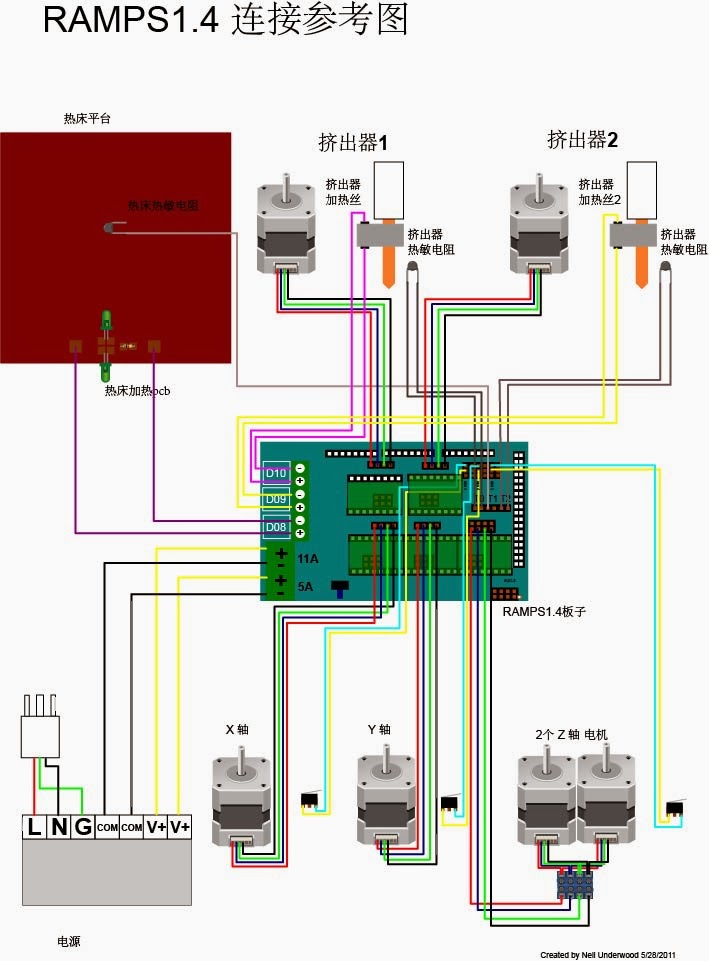 RAMPS1.4 连接参考图
热床平台
挤出器1
挤出器2
挤出器
加热丝
挤出器
加热丝2
热床热敏电阻
挤出器
热敏电阻
挤出器
热敏电阻
热床加热pcb
D10
-
+
D09
-
+
D08
-
+
T0 T1 T2
+
-
11A
+
-
5A
RAMPS1.4板子
X 轴
Y 轴
2个 Z 轴 电机
L N G COM COM V+ V+
电源
Created by Neil Underwood 5/28/2011